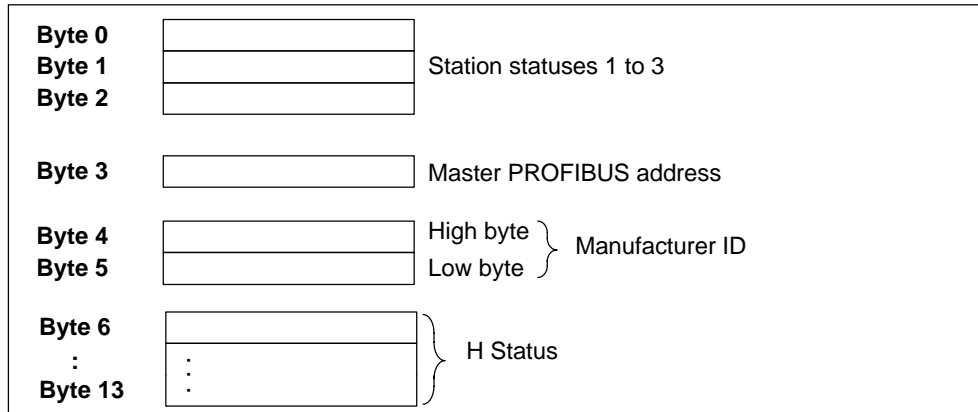 Byte 0
Byte 1 Station statuses 1 to 3
Byte 2
Byte 3 Master PROFIBUS address
Byte 4 High byte
Manufacturer ID
Byte 5 Low byte
Byte 6
H Status
:
Byte 13